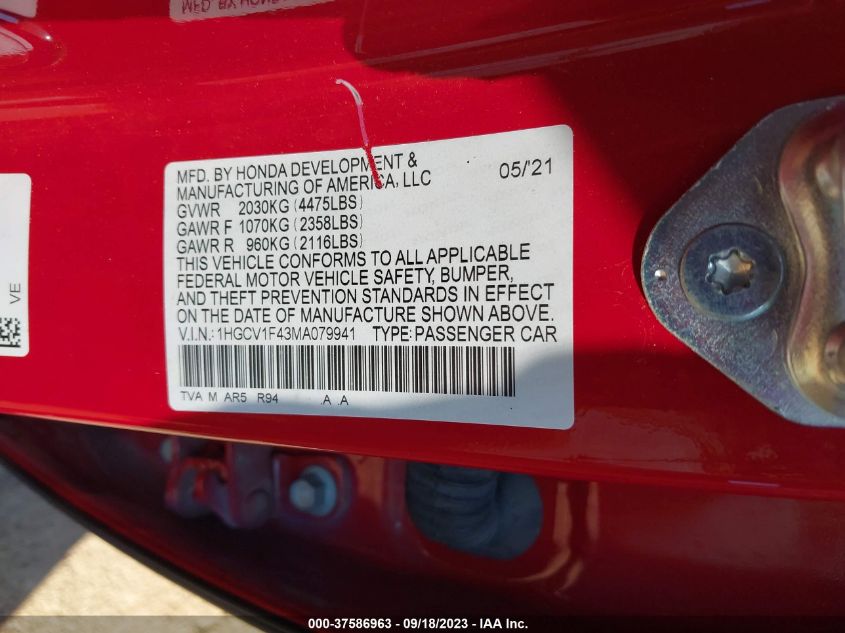 MFD. BY HONDA DEVELOPMENT &
MANUFACTURING OF AMERICA, LLC 05/'21
GVWR 2030KG (4475LBS)
GAWR F 1070KG (2358LBS)
GAWR R 960KG (2116LBS)
THIS VEHICLE CONFORMS TO ALL APPLICABLE
FEDERAL MOTOR VEHICLE SAFETY, BUMPER,
AND THEFT PREVENTION STANDARDS IN EFFECT
ON THE DATE OF MANUFACTURE SHOWN ABOVE.
V.I.N.: 1HGCV1F43MA079941 TYPE: PASSENGER CAR
TVA M AR5 R94 .A .A
VE
000-37586963 - 09/18/2023 - IAA Inc.